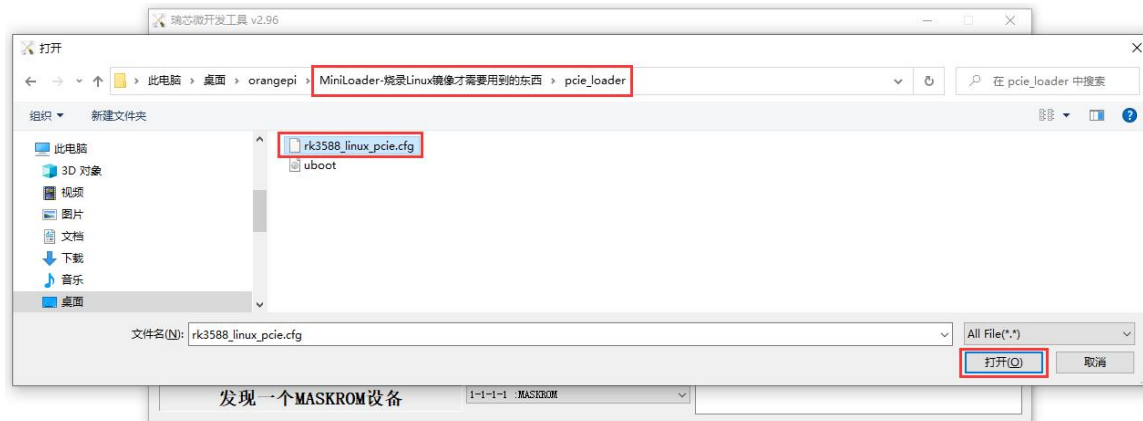 瑞芯微开发工具 v2.96
打开
此电脑 › 桌面 › orangepi › MiniLoader-烧录Linux镜像才需要用到的东西 › pcie_loader
在 pcie_loader 中搜索
组织 新建文件夹
此电脑
3D 对象
视频
图片
文档
下载
音乐
桌面
rk3588_linux_pcie.cfg
uboot
文件名(N): rk3588_linux_pcie.cfg
All File(*.*)
打开(O) 取消
发现一个MASKROM设备
1-1-1-1 :MASKROM